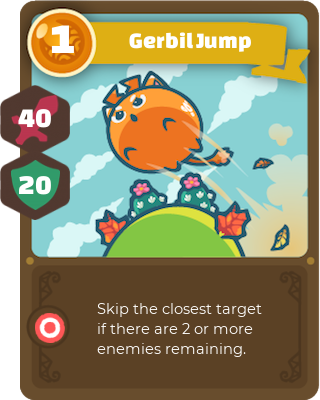 1
Gerbil Jump
40
20
Skip the closest target
if there are 2 or more
enemies remaining.